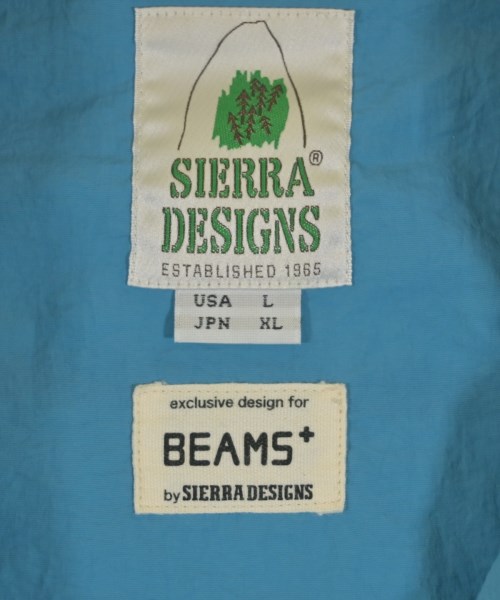 SIERRA®
DESIGNS
ESTABLISHED 1965
USA L
JPN XL
exclusive design for
BEAMS+
by SIERRA DESIGNS